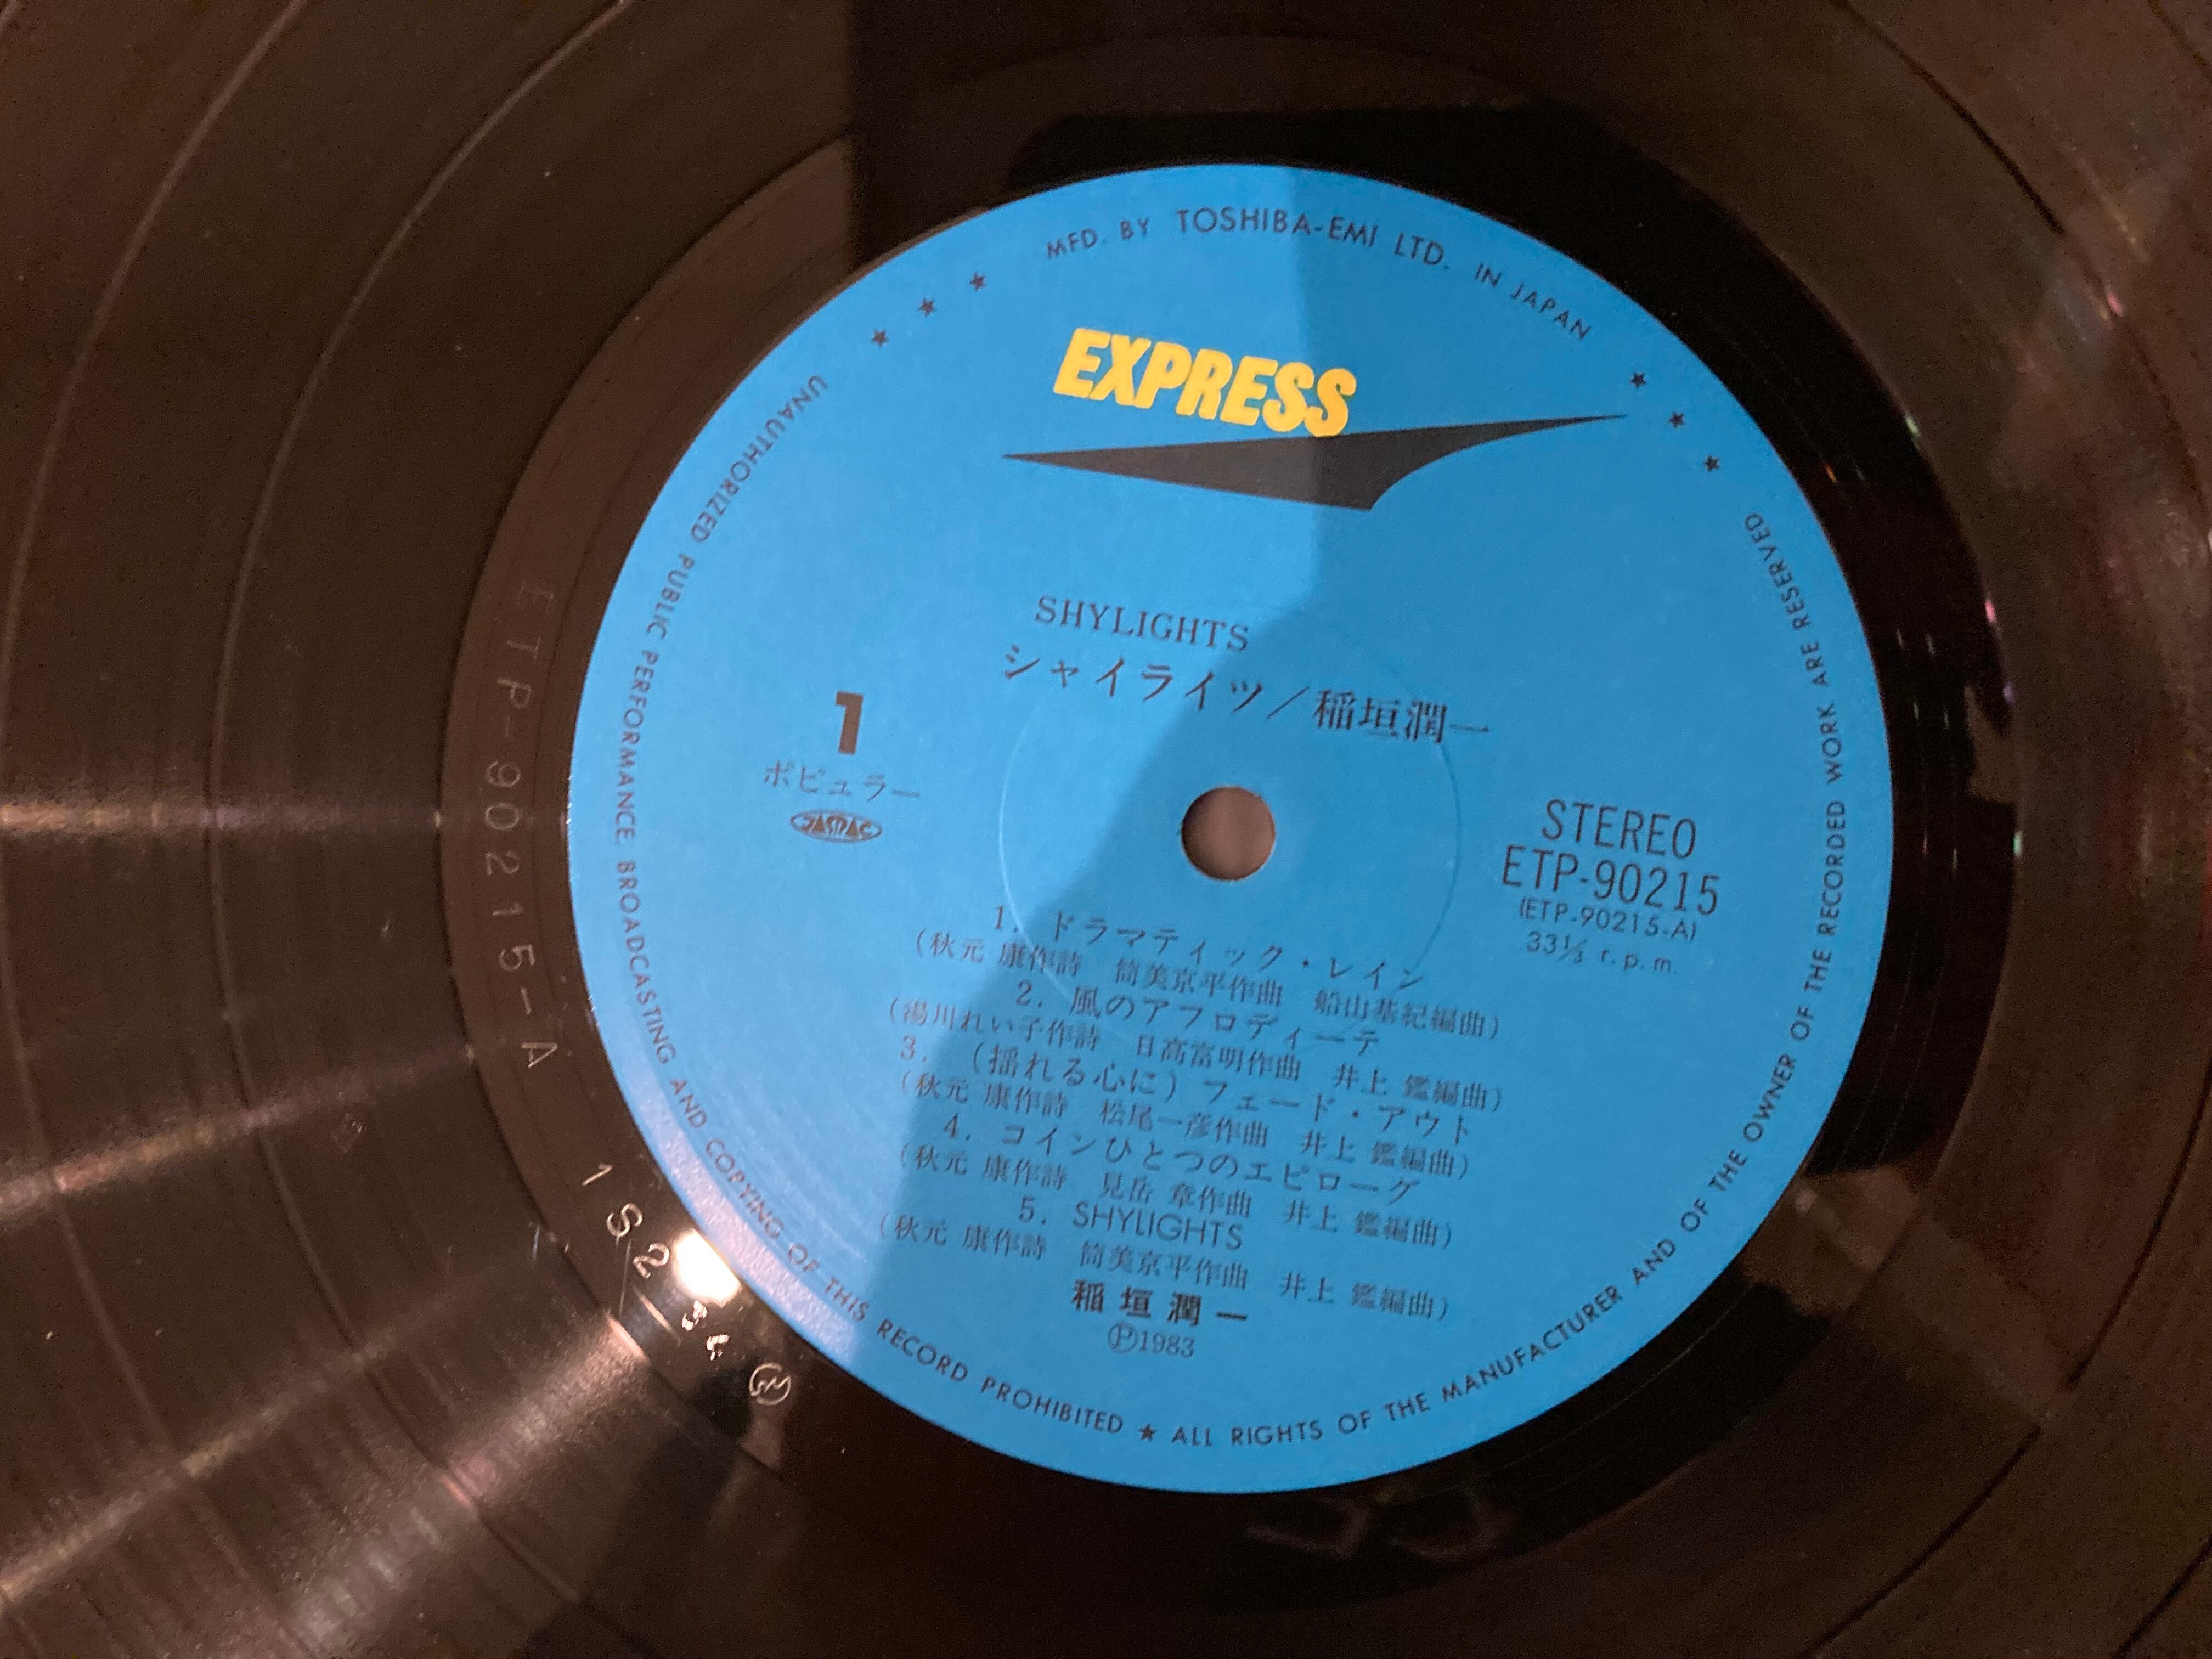 MFD. BY TOSHIBA-EMI LTD. IN JAPAN
EXPRESS
SHYLIGHTS
シャイライツ／稲垣潤一
1
ポピュラー
JASRAC
STEREO
ETP-90215
(ETP-90215-A)
33⅓ r.p.m.
1. ドラマティック・レイン
(秋元 康作詩 筒美京平作曲 船山基紀編曲)
2. 風のアフロディーテ
(湯川れい子作詩 日高富明作曲 井上 鑑編曲)
3. (揺れる心に) フェード・アウト
(秋元 康作詩 松尾一彦作曲 井上 鑑編曲)
4. コインひとつのエピローグ
(秋元 康作詩 見岳 章作曲 井上 鑑編曲)
5. SHYLIGHTS
(秋元 康作詩 筒美京平作曲 井上 鑑編曲)
稲垣潤一
Ⓟ1983
UNAUTHORIZED PUBLIC PERFORMANCE, BROADCASTING AND COPYING OF THIS RECORD PROHIBITED ★ ALL RIGHTS OF THE MANUFACTURER AND OF THE OWNER OF THE RECORDED WORK ARE RESERVED
ETP-90215-A
1S2